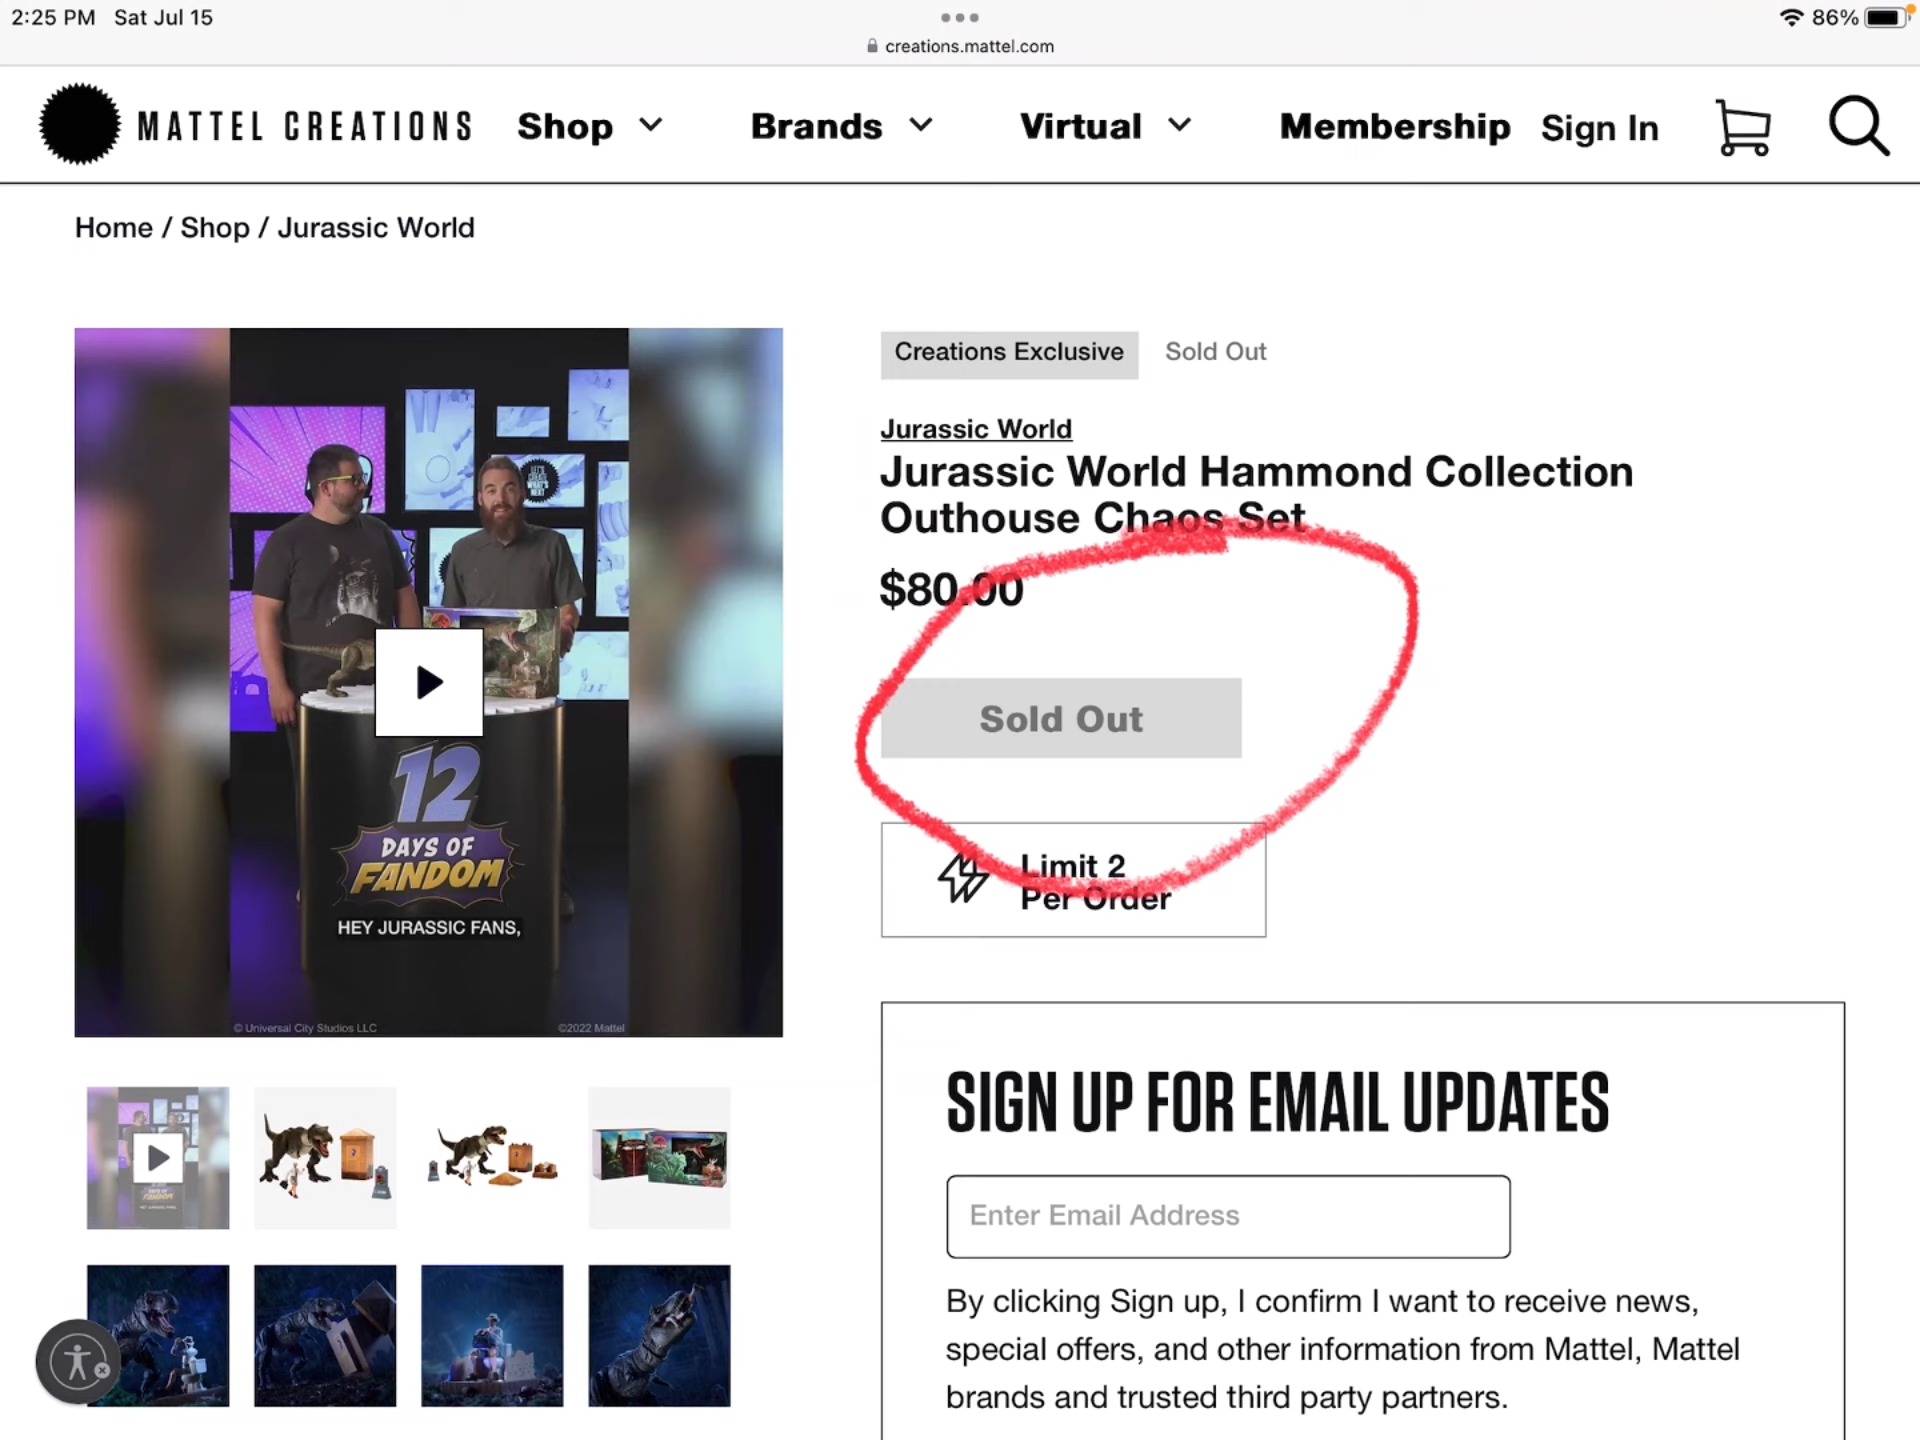 2:25 PM Sat Jul 15
86%
creations.mattel.com
MATTEL CREATIONS
Shop
Brands
Virtual
Membership
Sign In
Home / Shop / Jurassic World
Creations Exclusive
Sold Out
Jurassic World
Jurassic World Hammond Collection
Outhouse Chaos Set
$80.00
Sold Out
Limit 2
Per Order
LET'S
CREATE
WHAT'S
NEXT
12
DAYS OF
FANDOM
HEY JURASSIC FANS,
© Universal City Studios LLC
©2022 Mattel
SIGN UP FOR EMAIL UPDATES
Enter Email Address
By clicking Sign up, I confirm I want to receive news,
special offers, and other information from Mattel, Mattel
brands and trusted third party partners.